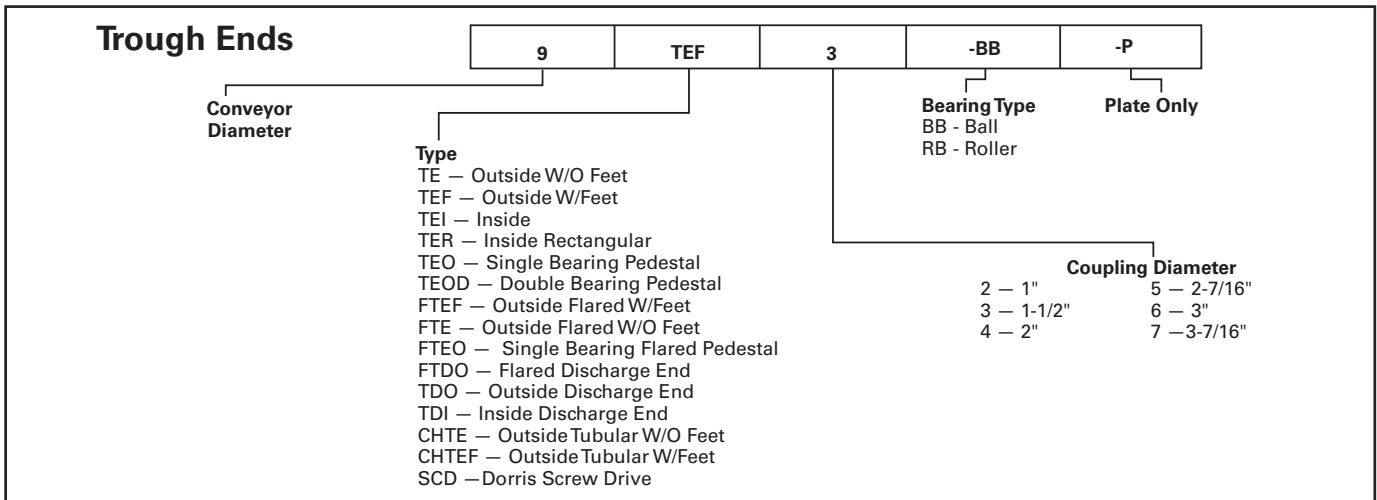 Trough Ends
9 TEF 3 -BB -P
Conveyor
Diameter
Type
TE — Outside W/O Feet
TEF — Outside W/Feet
TEI — Inside
TER — Inside Rectangular
TEO — Single Bearing Pedestal
TEOD — Double Bearing Pedestal
FTEF — Outside Flared W/Feet
FTE — Outside Flared W/O Feet
FTEO — Single Bearing Flared Pedestal
FTDO — Flared Discharge End
TDO — Outside Discharge End
TDI — Inside Discharge End
CHTE — Outside Tubular W/O Feet
CHTEF — Outside Tubular W/Feet
SCD —Dorris Screw Drive
Bearing Type
BB - Ball
RB - Roller
Plate Only
Coupling Diameter
2 — 1" 5 — 2-7/16"
3 — 1-1/2" 6 — 3"
4 — 2" 7 —3-7/16"